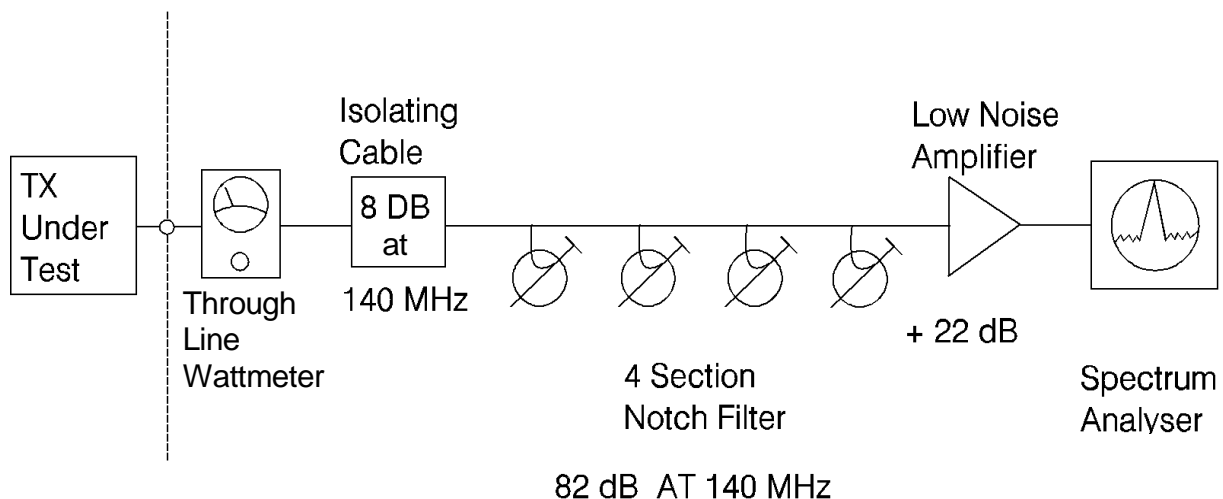 TX
Under
Test
Through
Line
Wattmeter
Isolating
Cable
8 DB
at
140 MHz
4 Section
Notch Filter
82 dB AT 140 MHz
Low Noise
Amplifier
+ 22 dB
Spectrum
Analyser